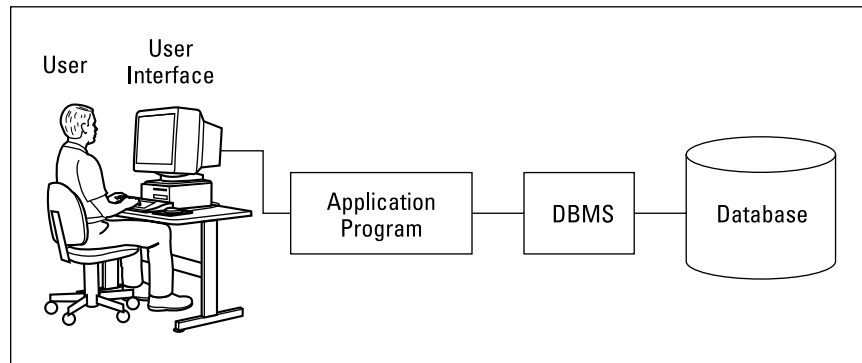 User
User
Interface
Application
Program
DBMS
Database